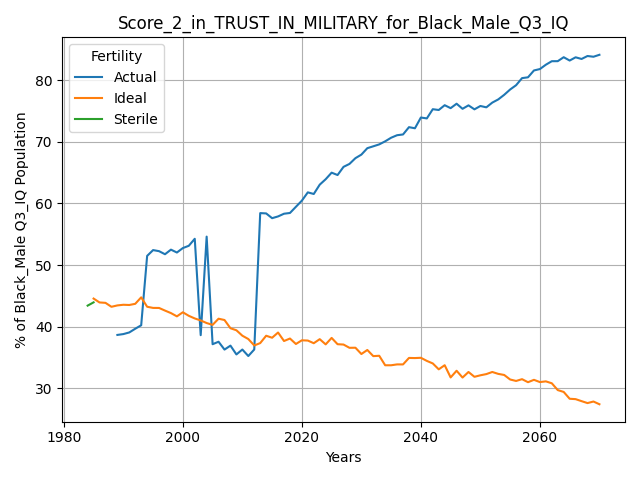 Score_2_in_TRUST_IN_MILITARY_for_Black_Male_Q3_IQ
Fertility
Actual
Ideal
Sterile
% of Black_Male Q3_IQ Population
80
70
60
50
40
30
1980
2000
2020
2040
2060
Years